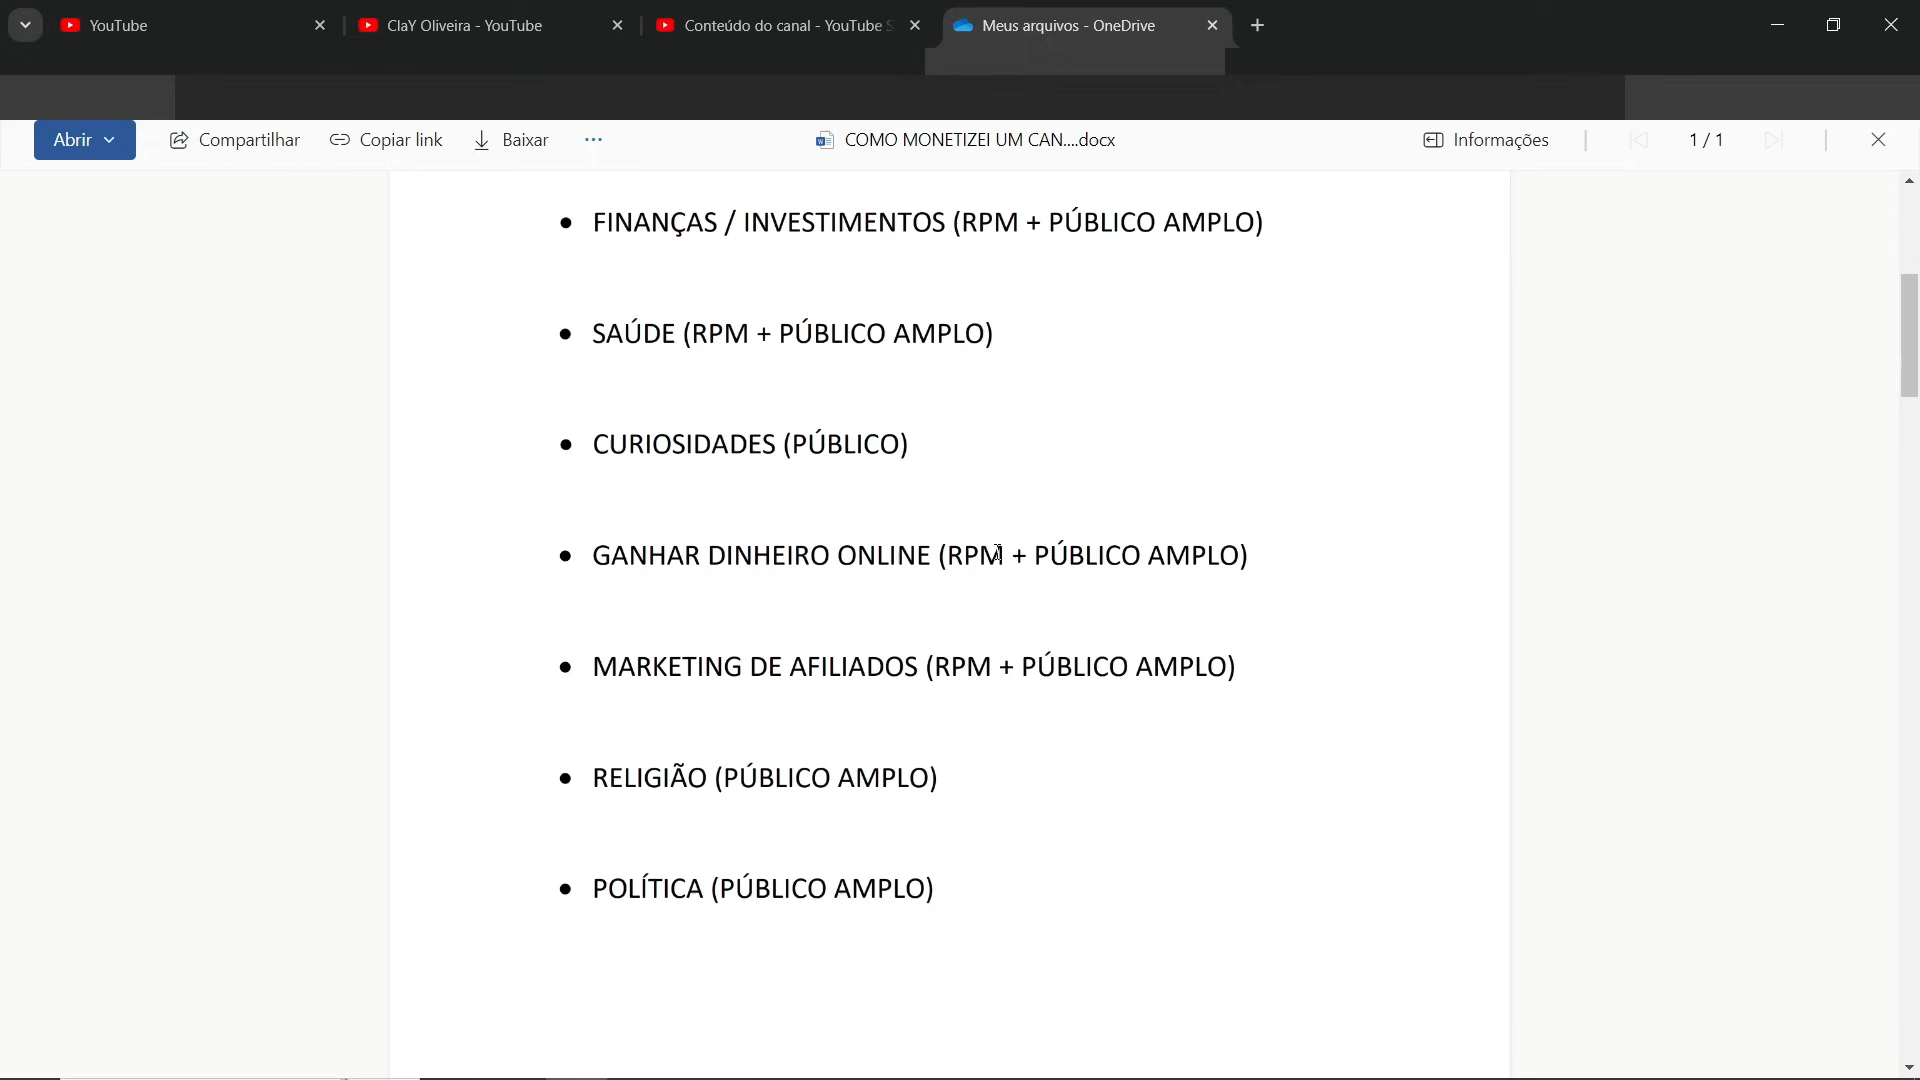 YouTube
ClaY Oliveira - YouTube
Conteúdo do canal - YouTube S
Meus arquivos - OneDrive
Abrir
Compartilhar
Copiar link
Baixar
COMO MONETIZEI UM CAN....docx
Informações
1 / 1
• FINANÇAS / INVESTIMENTOS (RPM + PÚBLICO AMPLO)
• SAÚDE (RPM + PÚBLICO AMPLO)
• CURIOSIDADES (PÚBLICO)
• GANHAR DINHEIRO ONLINE (RPM + PÚBLICO AMPLO)
• MARKETING DE AFILIADOS (RPM + PÚBLICO AMPLO)
• RELIGIÃO (PÚBLICO AMPLO)
• POLÍTICA (PÚBLICO AMPLO)